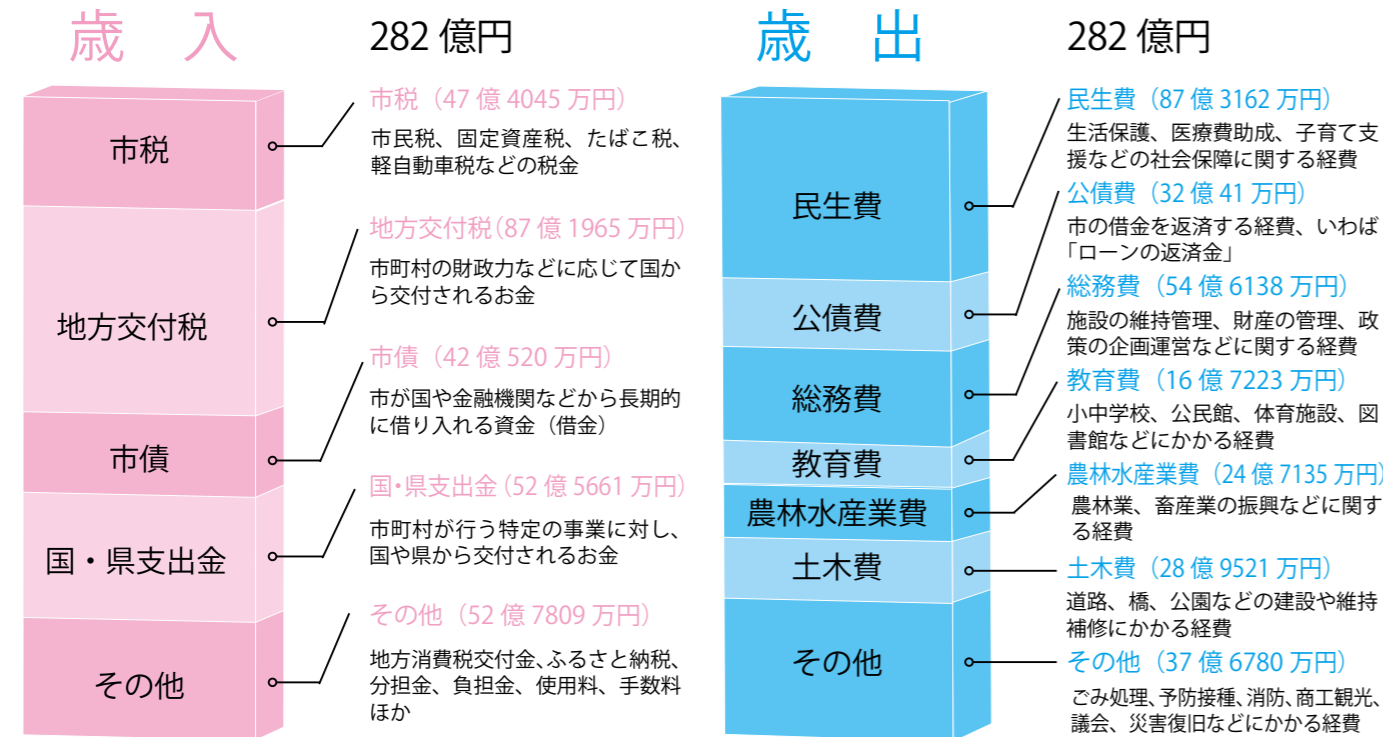 歳 入
282 億円
市税
地方交付税
市債
国・県支出金
その他
市税（47 億 4045 万円）
市民税、固定資産税、たばこ税、
軽自動車税などの税金
地方交付税（87 億 1965 万円）
市町村の財政力などに応じて国か
ら交付されるお金
市債（42 億 520 万円）
市が国や金融機関などから長期的
に借り入れる資金（借金）
国・県支出金（52 億 5661 万円）
市町村が行う特定の事業に対し、
国や県から交付されるお金
その他（52 億 7809 万円）
地方消費税交付金、ふるさと納税、
分担金、負担金、使用料、手数料
ほか
歳 出
282 億円
民生費
公債費
総務費
教育費
農林水産業費
土木費
その他
民生費（87 億 3162 万円）
生活保護、医療費助成、子育て支
援などの社会保障に関する経費
公債費（32 億 41 万円）
市の借金を返済する経費、いわば
「ローンの返済金」
総務費（54 億 6138 万円）
施設の維持管理、財産の管理、政
策の企画運営などに関する経費
教育費（16 億 7223 万円）
小中学校、公民館、体育施設、図
書館などにかかる経費
農林水産業費（24 億 7135 万円）
農林業、畜産業の振興などに関す
る経費
土木費（28 億 9521 万円）
道路、橋、公園などの建設や維持
補修にかかる経費
その他（37 億 6780 万円）
ごみ処理、予防接種、消防、商工観光、
議会、災害復旧などにかかる経費